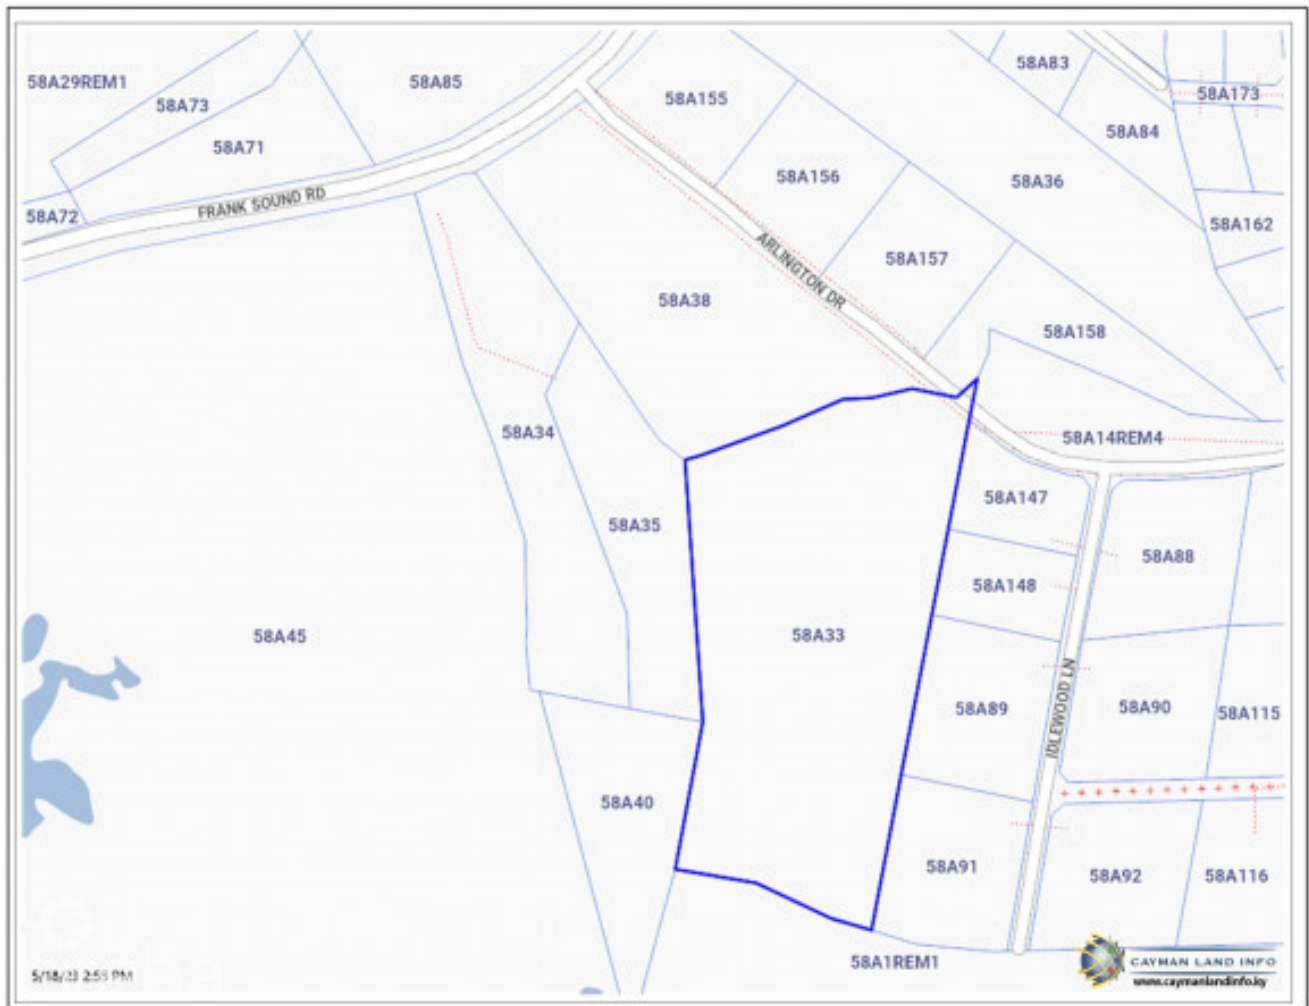 58A83
58A29REM1
58A85
58A173
58A155
58A73
58A84
58A71
58A156
58A36
FRANK SOUND RD
58A72
58A162
58A157
ARLINGTON DR
58A38
58A158
58A34
58A14REM4
58A147
58A35
58A88
58A148
58A45
58A33
IDLEWOOD LN
58A89
58A90
58A115
58A40
58A91
58A92
58A116
58A1REM1
CAYMAN LAND INFO
www.caymanlandinfo.ky